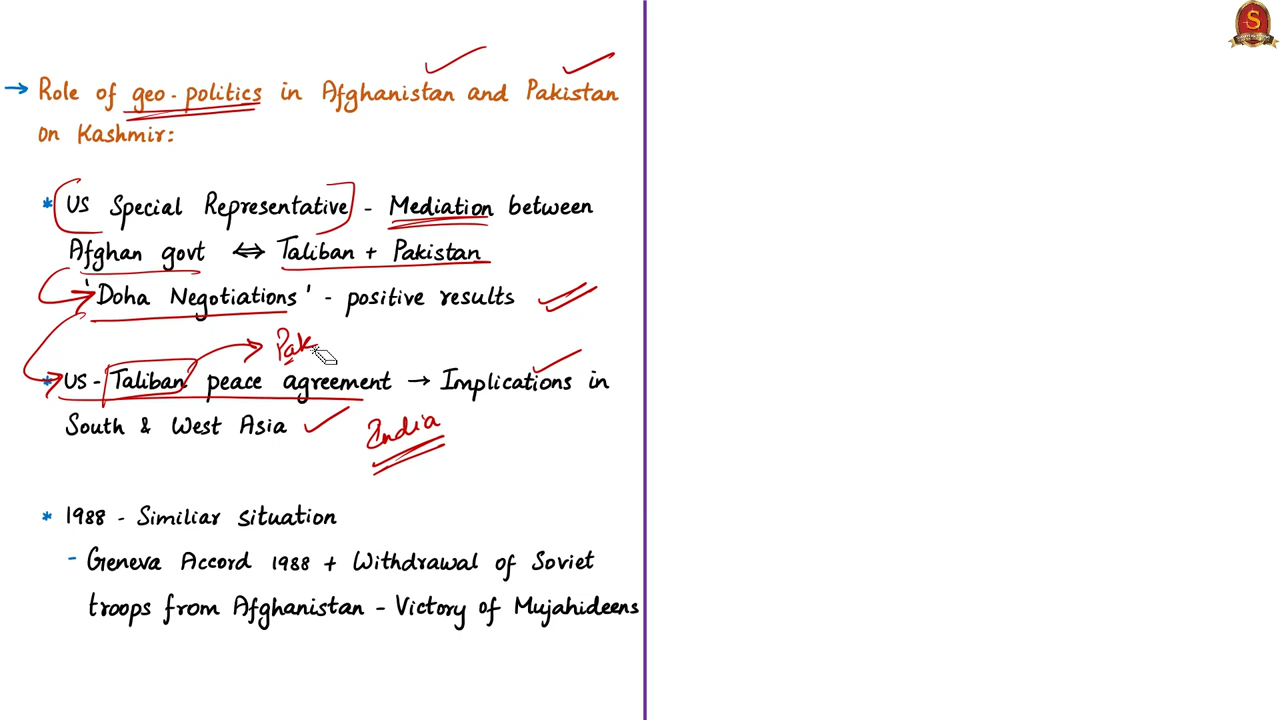 → Role of geo-politics in Afghanistan and Pakistan
on Kashmir:
* US Special Representative - Mediation between
Afghan govt ⇔ Taliban + Pakistan
'Doha Negotiations' - positive results
Pak
* US - Taliban peace agreement → Implications in
South & West Asia
India
* 1988 - Similiar situation
- Geneva Accord 1988 + Withdrawal of Soviet
troops from Afghanistan - Victory of Mujahideens
S